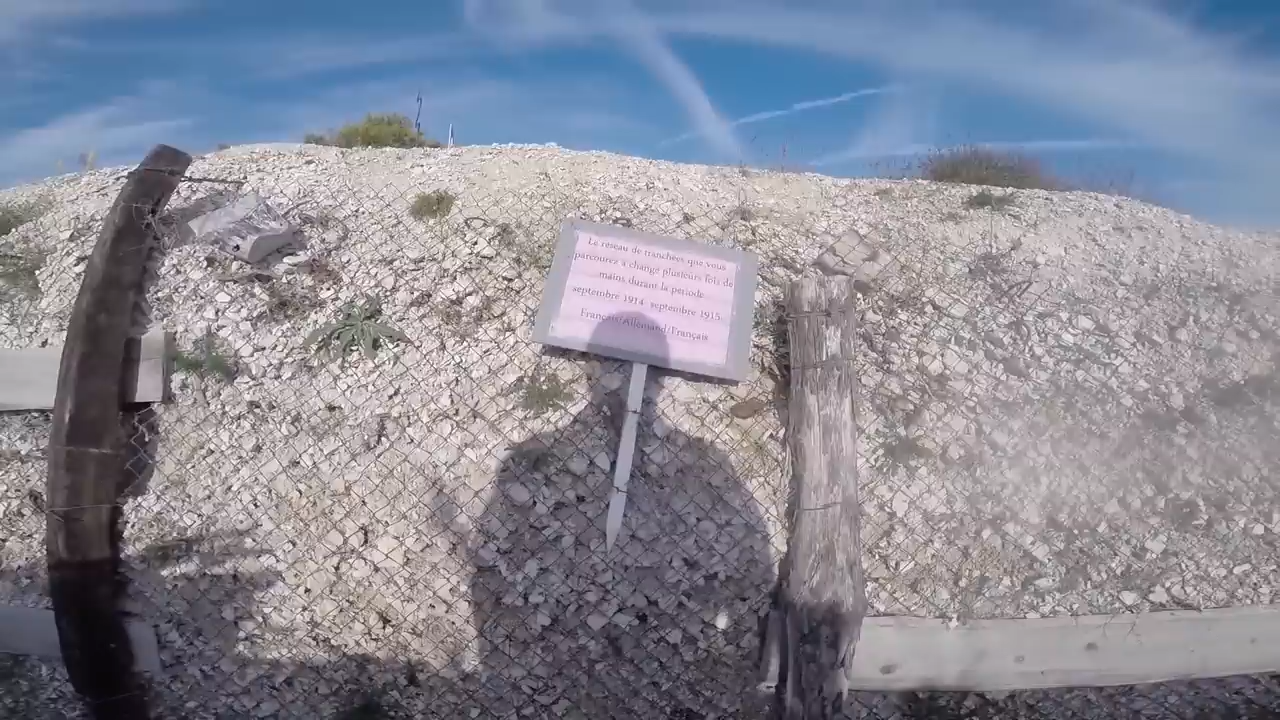 Le réseau de tranchées que vous
parcourez a changé plusieurs fois de
mains durant la période
septembre 1914 septembre 1915.
Français/Allemand/Français